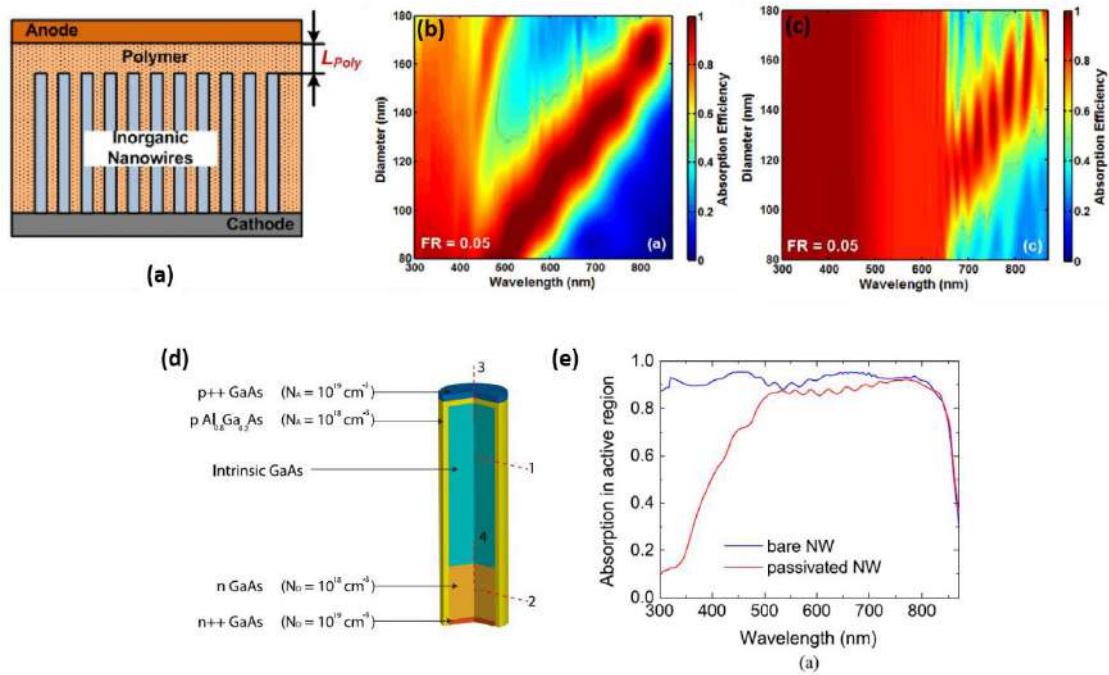 Anode
Polymer
L_Poly
Inorganic
Nanowires
Cathode
(a)
(b)
180
160
140
120
100
80
Diameter (nm)
FR = 0.05
(a)
300 400 500 600 700 800
Wavelength (nm)
1
0.8
0.6
0.4
0.2
0
Absorption Efficiency
(c)
180
160
140
120
100
80
Diameter (nm)
FR = 0.05
(c)
300 400 500 600 700 800
Wavelength (nm)
1
0.8
0.6
0.4
0.2
0
Absorption Efficiency
(d)
3
p++ GaAs (N_A = 10^19 cm^-3)
p Al_0.8Ga_0.2As (N_A = 10^18 cm^-3)
Intrinsic GaAs
n GaAs (N_D = 10^18 cm^-3)
n++ GaAs (N_D = 10^19 cm^-3)
1
4
2
(e)
1.0
0.8
0.6
0.4
0.2
0.0
Absorption in active region
bare NW
passivated NW
300 400 500 600 700 800
Wavelength (nm)
(a)